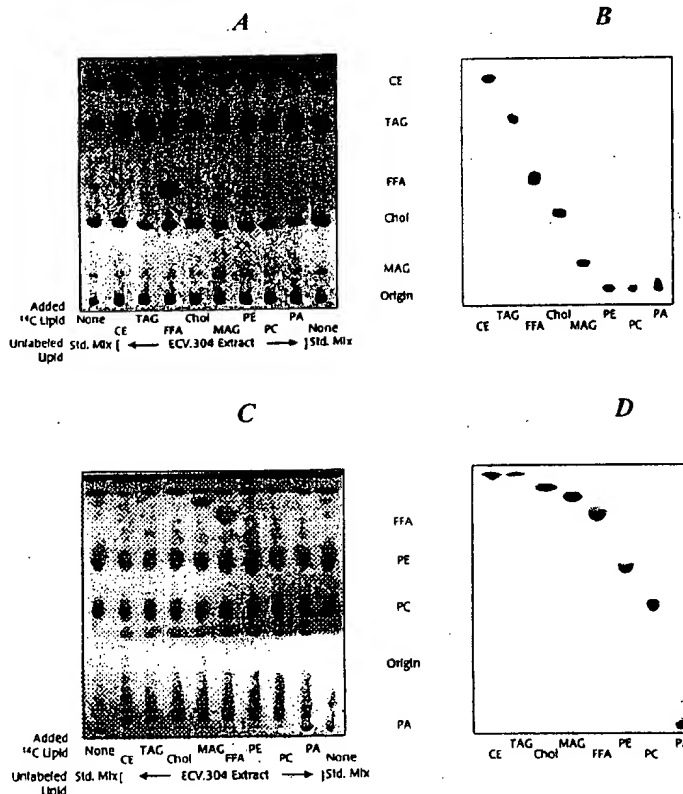 A
B
CE
TAG
FFA
Chol
MAG
Origin
Added
¹⁴C Lipid
None CE TAG FFA Chol MAG PE PC PA None
Unlabeled
Lipid
Std. Mix [ ← ECV.304 Extract → ] Std. Mix
CE TAG FFA Chol MAG PE PC PA
C
D
FFA
PE
PC
Origin
PA
Added
¹⁴C Lipid
None CE TAG Chol MAG FFA PE PC PA None
Unlabeled
Lipid
Std. Mix [ ← ECV.304 Extract → ] Std. Mix
CE TAG Chol MAG FFA PE PC PA